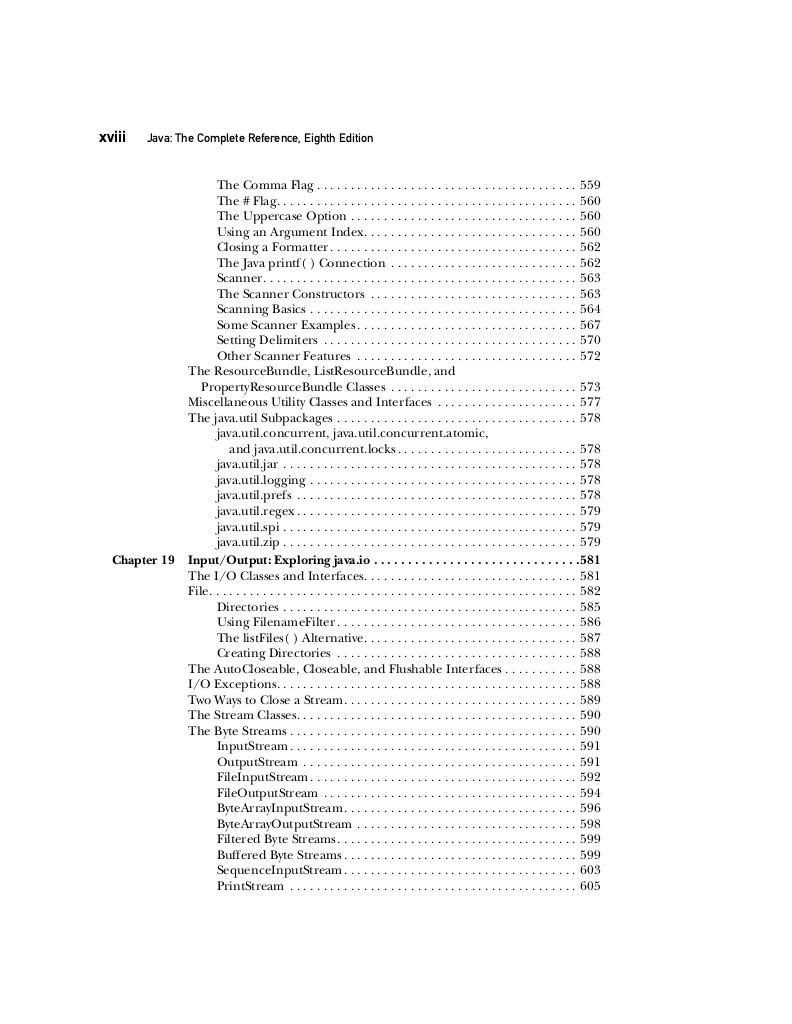 xviii Java: The Complete Reference, Eighth Edition
The Comma Flag . . . . . . . . . . . . . . . . . . . . . . . . . . . . . . . . . . . . . . . 559
The # Flag. . . . . . . . . . . . . . . . . . . . . . . . . . . . . . . . . . . . . . . . . . . . . 560
The Uppercase Option . . . . . . . . . . . . . . . . . . . . . . . . . . . . . . . . . . 560
Using an Argument Index. . . . . . . . . . . . . . . . . . . . . . . . . . . . . . . . 560
Closing a Formatter . . . . . . . . . . . . . . . . . . . . . . . . . . . . . . . . . . . . . 562
The Java printf( ) Connection . . . . . . . . . . . . . . . . . . . . . . . . . . . . 562
Scanner. . . . . . . . . . . . . . . . . . . . . . . . . . . . . . . . . . . . . . . . . . . . . . . 563
The Scanner Constructors . . . . . . . . . . . . . . . . . . . . . . . . . . . . . . . 563
Scanning Basics . . . . . . . . . . . . . . . . . . . . . . . . . . . . . . . . . . . . . . . . 564
Some Scanner Examples. . . . . . . . . . . . . . . . . . . . . . . . . . . . . . . . . 567
Setting Delimiters . . . . . . . . . . . . . . . . . . . . . . . . . . . . . . . . . . . . . . 570
Other Scanner Features . . . . . . . . . . . . . . . . . . . . . . . . . . . . . . . . . 572
The ResourceBundle, ListResourceBundle, and
PropertyResourceBundle Classes . . . . . . . . . . . . . . . . . . . . . . . . . . . . 573
Miscellaneous Utility Classes and Interfaces . . . . . . . . . . . . . . . . . . . . . 577
The java.util Subpackages . . . . . . . . . . . . . . . . . . . . . . . . . . . . . . . . . . . . 578
java.util.concurrent, java.util.concurrent.atomic,
and java.util.concurrent.locks . . . . . . . . . . . . . . . . . . . . . . . . . . . 578
java.util.jar . . . . . . . . . . . . . . . . . . . . . . . . . . . . . . . . . . . . . . . . . . . . 578
java.util.logging . . . . . . . . . . . . . . . . . . . . . . . . . . . . . . . . . . . . . . . . 578
java.util.prefs . . . . . . . . . . . . . . . . . . . . . . . . . . . . . . . . . . . . . . . . . . 578
java.util.regex . . . . . . . . . . . . . . . . . . . . . . . . . . . . . . . . . . . . . . . . . . 579
java.util.spi . . . . . . . . . . . . . . . . . . . . . . . . . . . . . . . . . . . . . . . . . . . . 579
java.util.zip . . . . . . . . . . . . . . . . . . . . . . . . . . . . . . . . . . . . . . . . . . . . 579
Chapter 19 Input/Output: Exploring java.io . . . . . . . . . . . . . . . . . . . . . . . . . . . . . . .581
The I/O Classes and Interfaces. . . . . . . . . . . . . . . . . . . . . . . . . . . . . . . . 581
File. . . . . . . . . . . . . . . . . . . . . . . . . . . . . . . . . . . . . . . . . . . . . . . . . . . . . . . 582
Directories . . . . . . . . . . . . . . . . . . . . . . . . . . . . . . . . . . . . . . . . . . . . 585
Using FilenameFilter . . . . . . . . . . . . . . . . . . . . . . . . . . . . . . . . . . . . 586
The listFiles( ) Alternative. . . . . . . . . . . . . . . . . . . . . . . . . . . . . . . . 587
Creating Directories . . . . . . . . . . . . . . . . . . . . . . . . . . . . . . . . . . . . 588
The AutoCloseable, Closeable, and Flushable Interfaces . . . . . . . . . . . 588
I/O Exceptions. . . . . . . . . . . . . . . . . . . . . . . . . . . . . . . . . . . . . . . . . . . . . 588
Two Ways to Close a Stream. . . . . . . . . . . . . . . . . . . . . . . . . . . . . . . . . . . 589
The Stream Classes. . . . . . . . . . . . . . . . . . . . . . . . . . . . . . . . . . . . . . . . . . 590
The Byte Streams . . . . . . . . . . . . . . . . . . . . . . . . . . . . . . . . . . . . . . . . . . . 590
InputStream . . . . . . . . . . . . . . . . . . . . . . . . . . . . . . . . . . . . . . . . . . . 591
OutputStream . . . . . . . . . . . . . . . . . . . . . . . . . . . . . . . . . . . . . . . . . 591
FileInputStream . . . . . . . . . . . . . . . . . . . . . . . . . . . . . . . . . . . . . . . . 592
FileOutputStream . . . . . . . . . . . . . . . . . . . . . . . . . . . . . . . . . . . . . . 594
ByteArrayInputStream. . . . . . . . . . . . . . . . . . . . . . . . . . . . . . . . . . . 596
ByteArrayOutputStream . . . . . . . . . . . . . . . . . . . . . . . . . . . . . . . . . 598
Filtered Byte Streams. . . . . . . . . . . . . . . . . . . . . . . . . . . . . . . . . . . . 599
Buffered Byte Streams . . . . . . . . . . . . . . . . . . . . . . . . . . . . . . . . . . . 599
SequenceInputStream . . . . . . . . . . . . . . . . . . . . . . . . . . . . . . . . . . . 603
PrintStream . . . . . . . . . . . . . . . . . . . . . . . . . . . . . . . . . . . . . . . . . . . 605